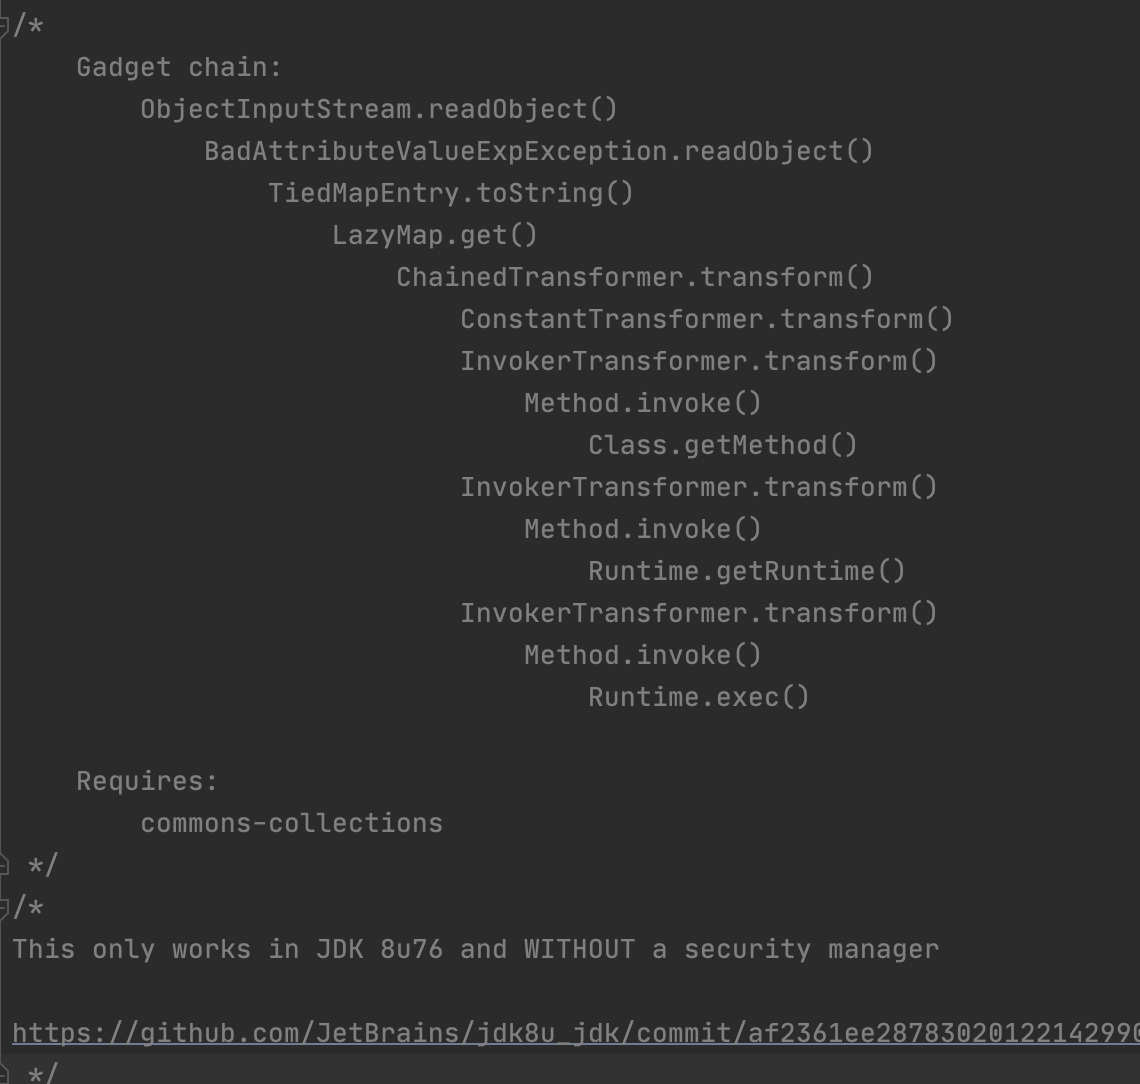 /*
    Gadget chain:
        ObjectInputStream.readObject()
            BadAttributeValueExpException.readObject()
                TiedMapEntry.toString()
                    LazyMap.get()
                        ChainedTransformer.transform()
                            ConstantTransformer.transform()
                            InvokerTransformer.transform()
                                Method.invoke()
                                    Class.getMethod()
                            InvokerTransformer.transform()
                                Method.invoke()
                                    Runtime.getRuntime()
                            InvokerTransformer.transform()
                                Method.invoke()
                                    Runtime.exec()

    Requires:
        commons-collections
 */
/*
This only works in JDK 8u76 and WITHOUT a security manager

https://github.com/JetBrains/jdk8u_jdk/commit/af2361ee2878302012214299
 */